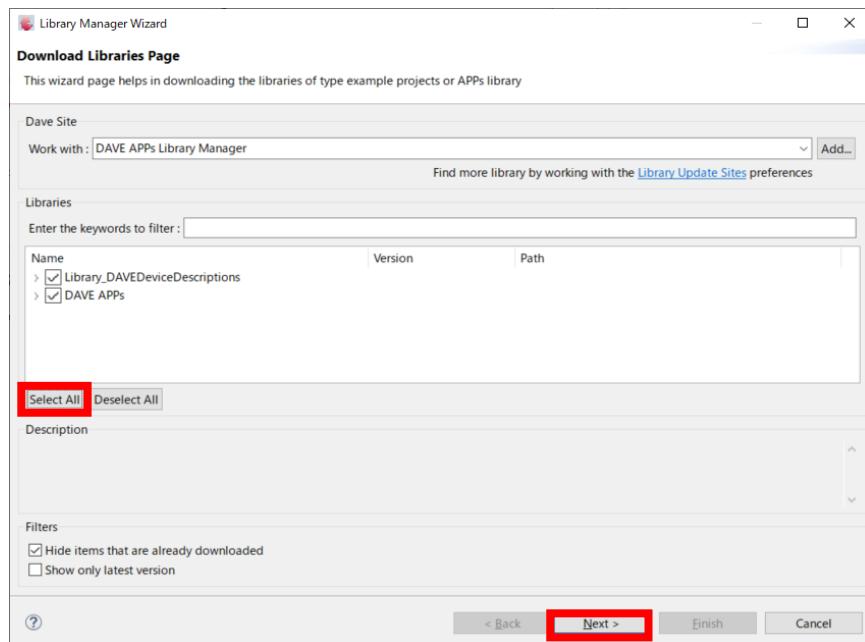 Library Manager Wizard
Download Libraries Page
This wizard page helps in downloading the libraries of type example projects or APPs library
Dave Site
Work with : DAVE APPs Library Manager Add...
Find more library by working with the Library Update Sites preferences
Libraries
Enter the keywords to filter :
Name Version Path
Library_DAVEDeviceDescriptions
DAVE APPs
Select All Deselect All
Description
Filters
Hide items that are already downloaded
Show only latest version
? < Back Next > Finish Cancel